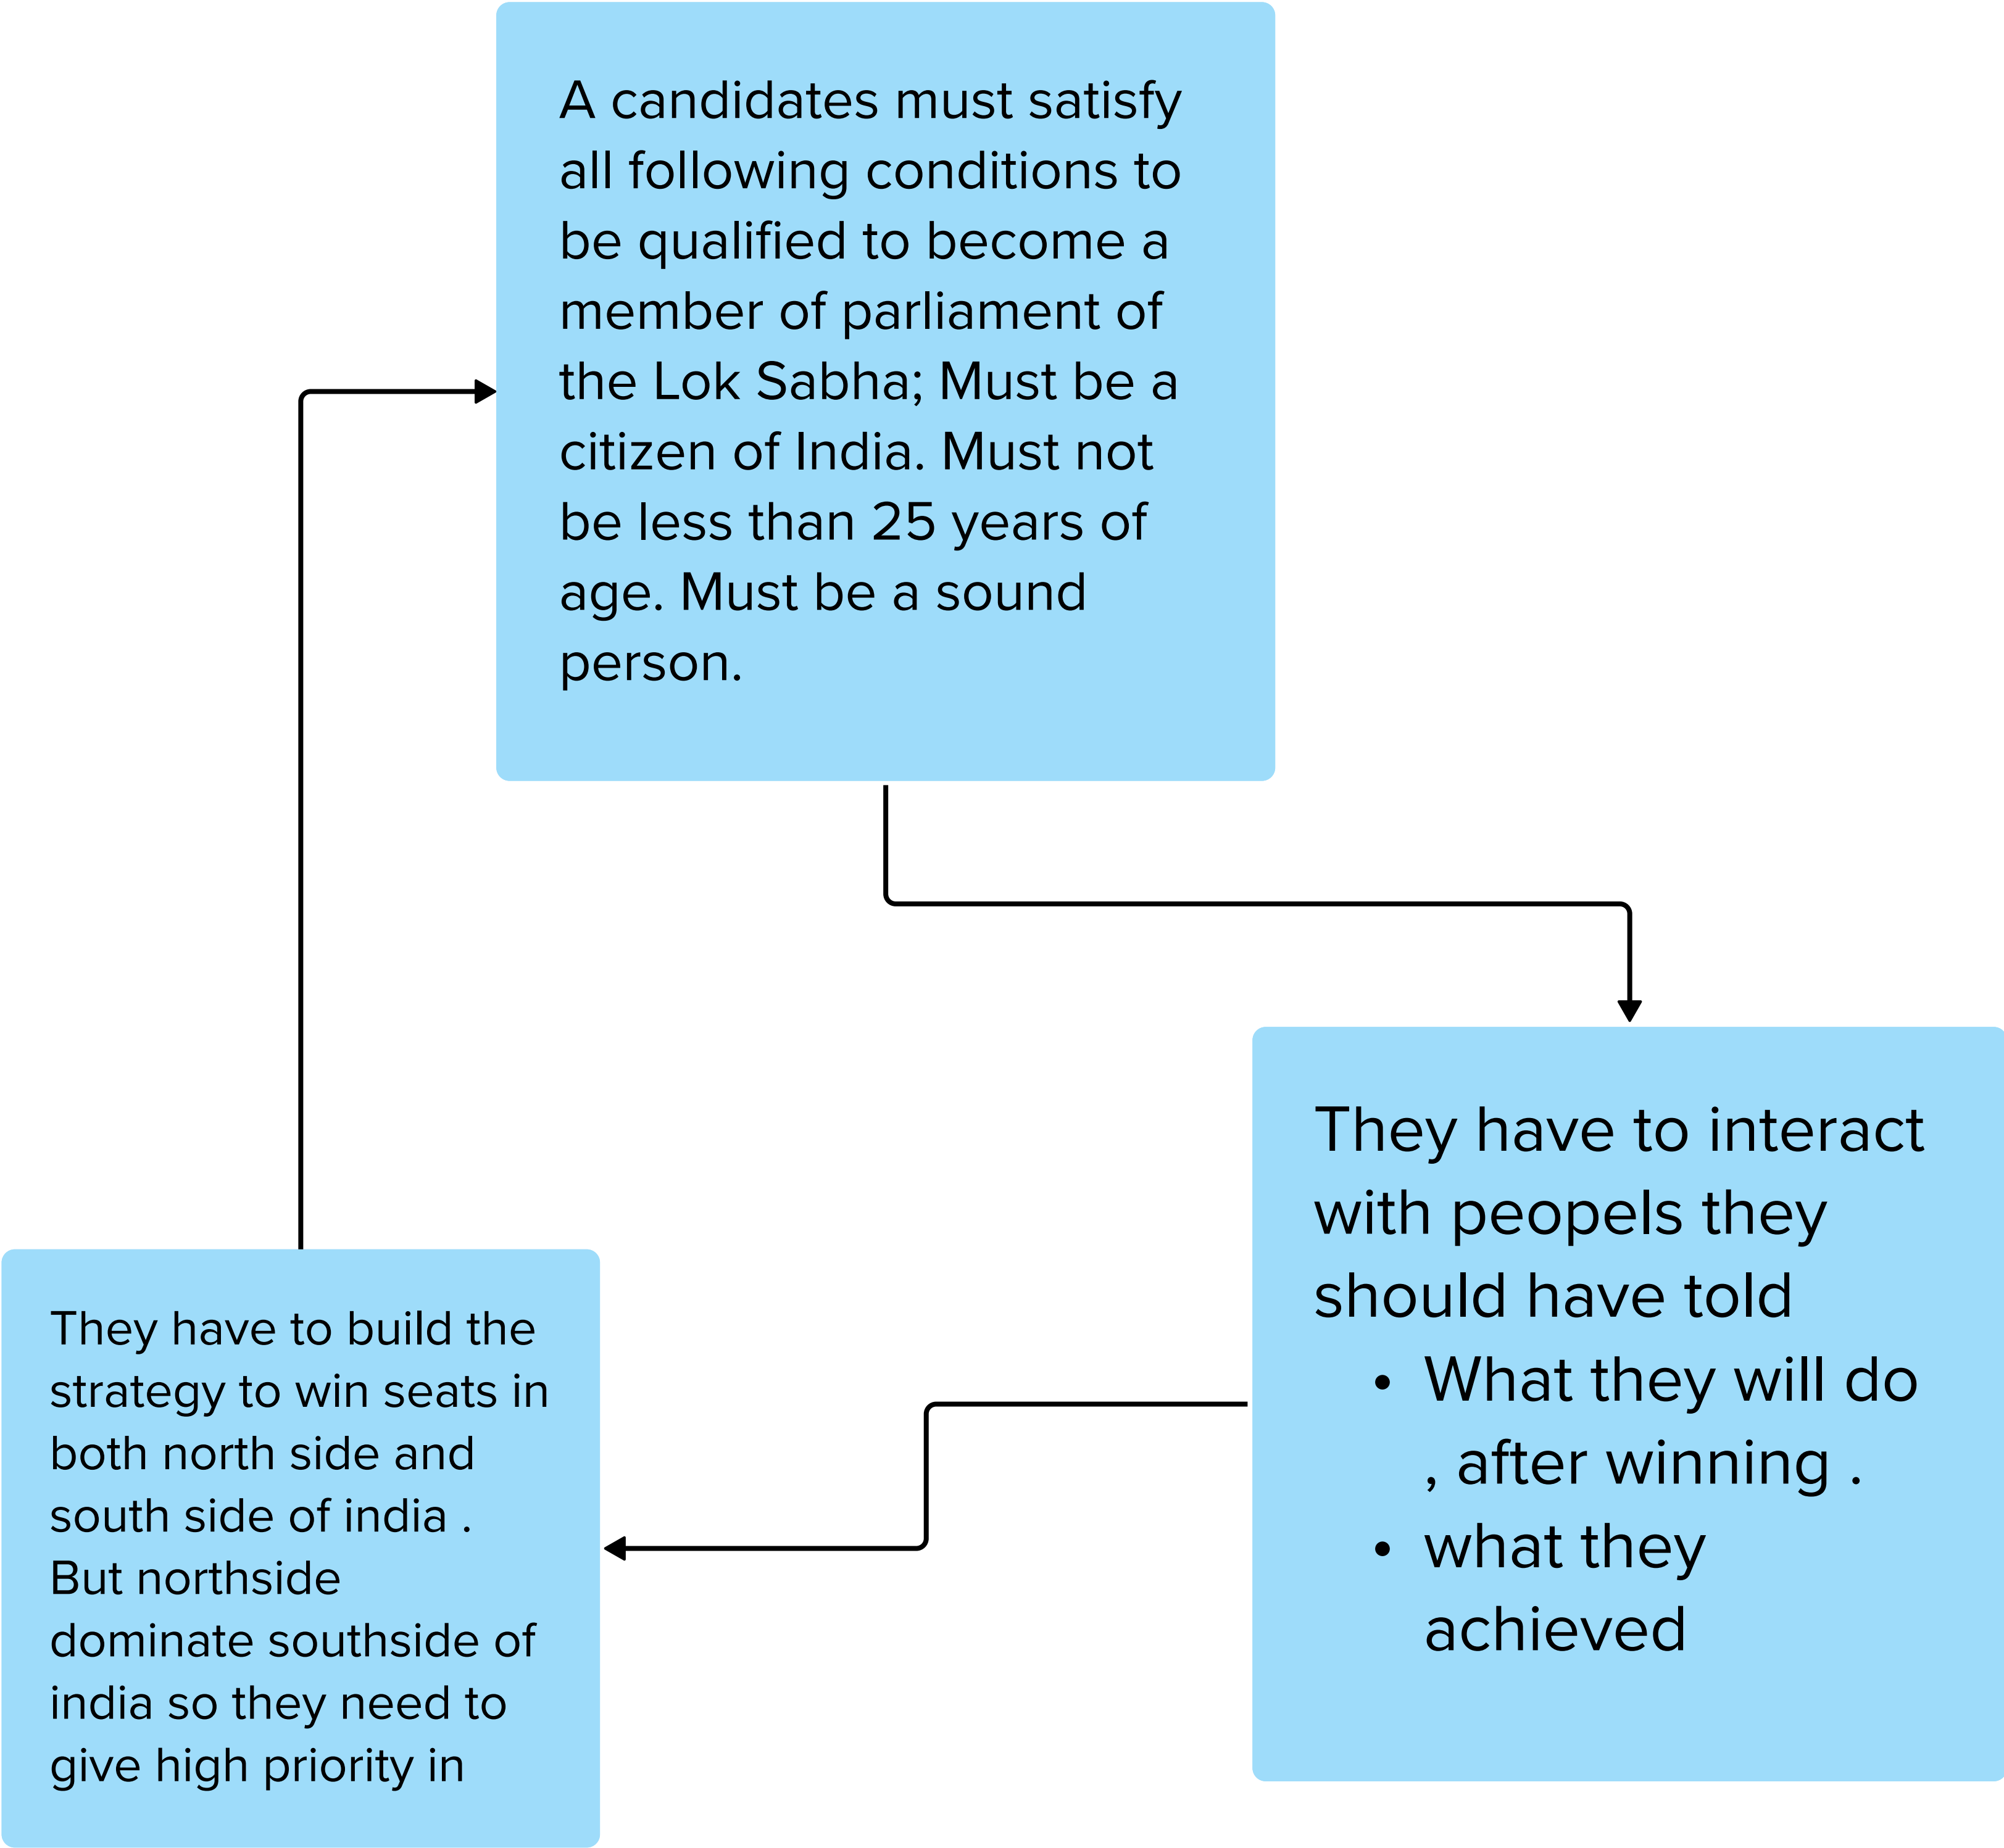 A candidates must satisfy
all following conditions to
be qualified to become a
member of parliament of
the Lok Sabha; Must be a
citizen of India. Must not
be less than 25 years of
age. Must be a sound
person.
They have to interact
with peopels they
should have told
• What they will do
, after winning .
• what they
achieved
They have to build the
strategy to win seats in
both north side and
south side of india .
But northside
dominate southside of
india so they need to
give high priority in